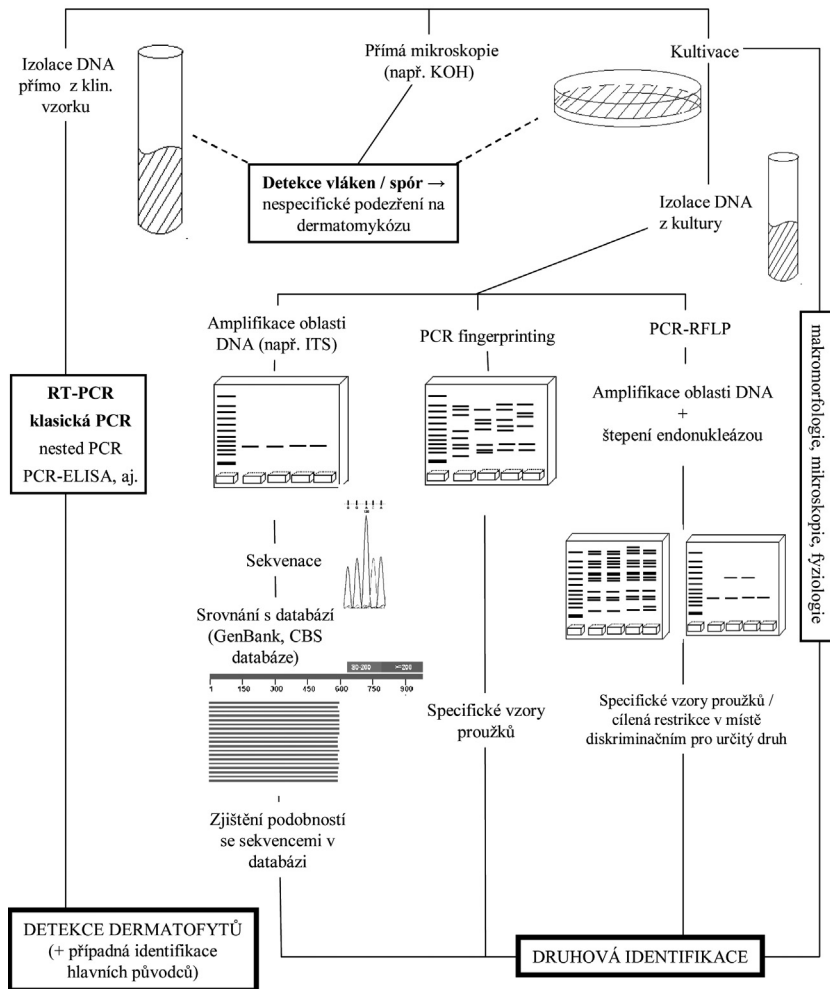 Izolace DNA
přímo z klin.
vzorku
Přímá mikroskopie
(např. KOH)
Kultivace
Detekce vláken / spór →
nespecifické podezření na
dermatomykózu
Izolace DNA
z kultury
Amplifikace oblasti
DNA (např. ITS)
PCR fingerprinting
PCR-RFLP
Amplifikace oblasti DNA
+
štepení endonukleázou
RT-PCR
klasická PCR
nested PCR
PCR-ELISA, aj.
makromorfologie, mikroskopie, fyziologie
Sekvenace
Srovnání s databází
(GenBank, CBS
databáze)
80-200 >=200
1 150 300 450 600 750 900
Specifické vzory
proužků
Specifické vzory proužků /
cílená restrikce v místě
diskriminačním pro určitý druh
Zjištění podobností
se sekvencemi v
databázi
DETEKCE DERMATOFYTŮ
(+ případná identifikace
hlavních původců)
DRUHOVÁ IDENTIFIKACE